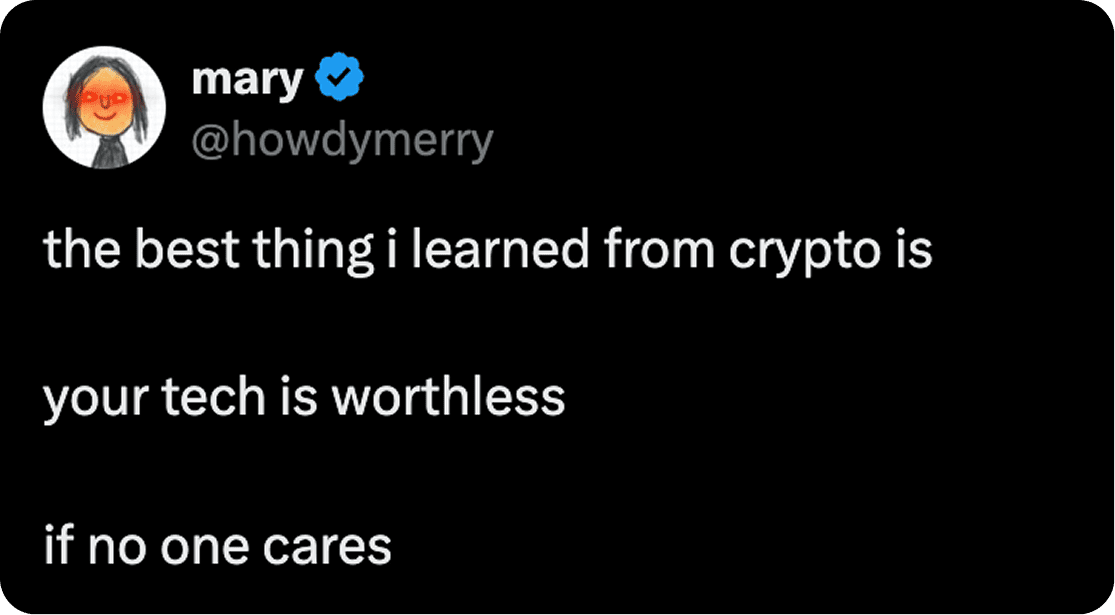 mary
@howdymerry
the best thing i learned from crypto is
your tech is worthless
if no one cares